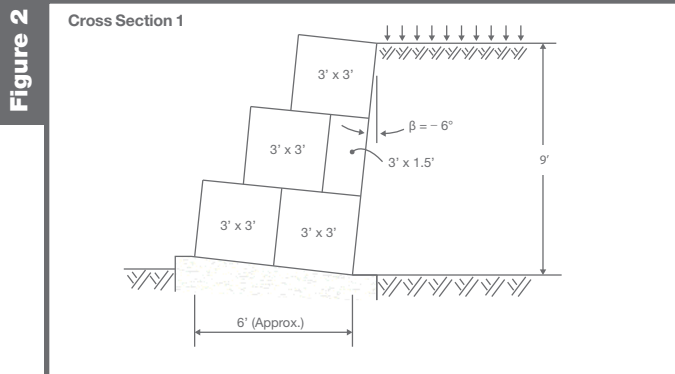 Figure 2
Cross Section 1
3' x 3'
β = – 6°
3' x 3'
3' x 1.5'
9'
3' x 3'
3' x 3'
6' (Approx.)